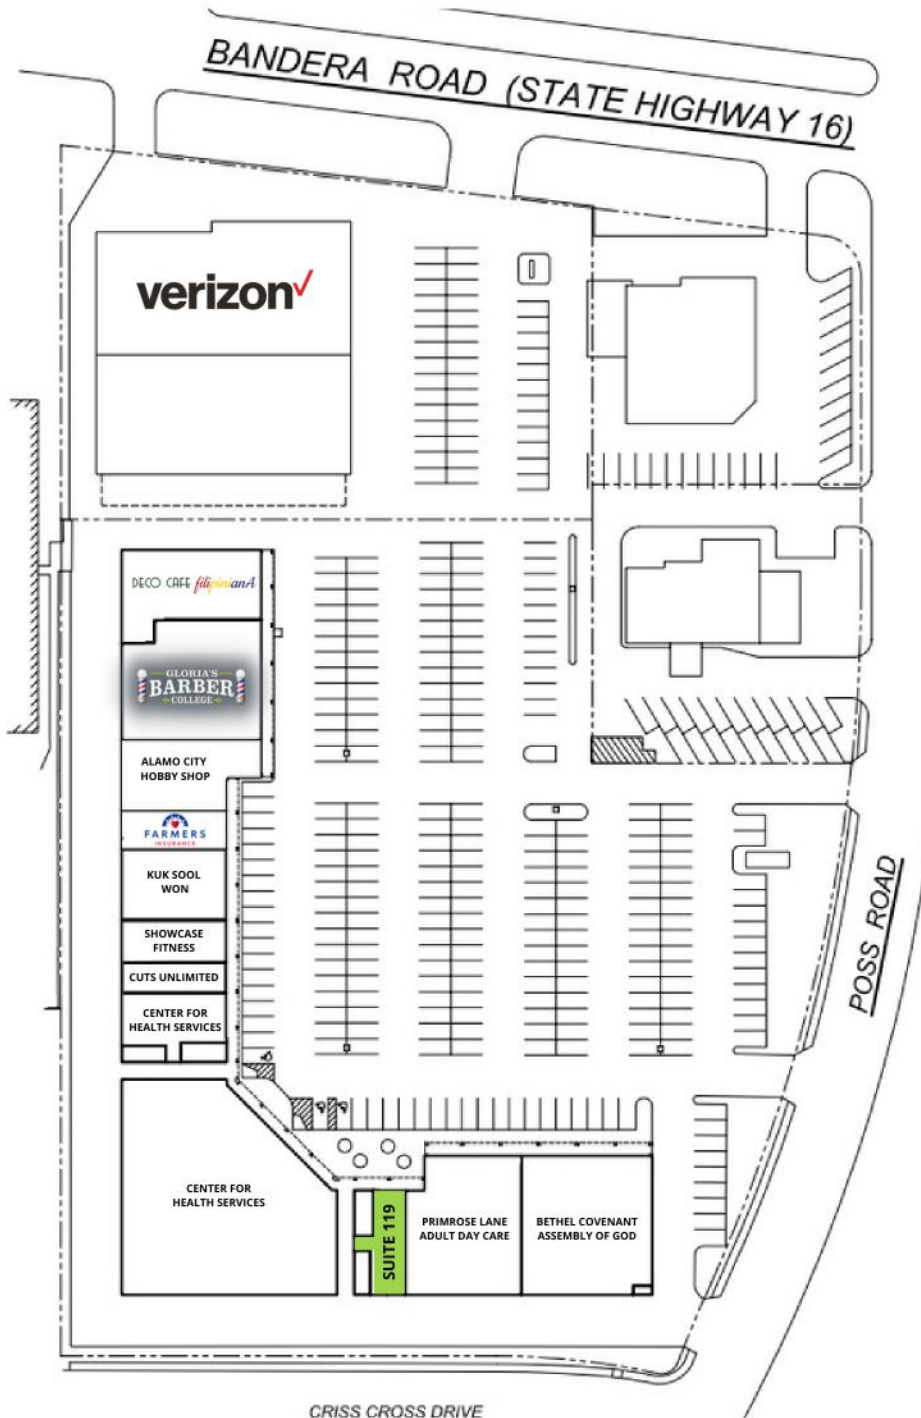 BANDERA ROAD (STATE HIGHWAY 16)
verizon
DECO CAFE filipinianA
GLORIA'S
BARBER
COLLEGE
ALAMO CITY
HOBBY SHOP
FARMERS
INSURANCE
KUK SOOL
WON
SHOWCASE
FITNESS
CUTS UNLIMITED
CENTER FOR
HEALTH SERVICES
POSS ROAD
CENTER FOR
HEALTH SERVICES
SUITE 119
PRIMROSE LANE
ADULT DAY CARE
BETHEL COVENANT
ASSEMBLY OF GOD
CRISS CROSS DRIVE